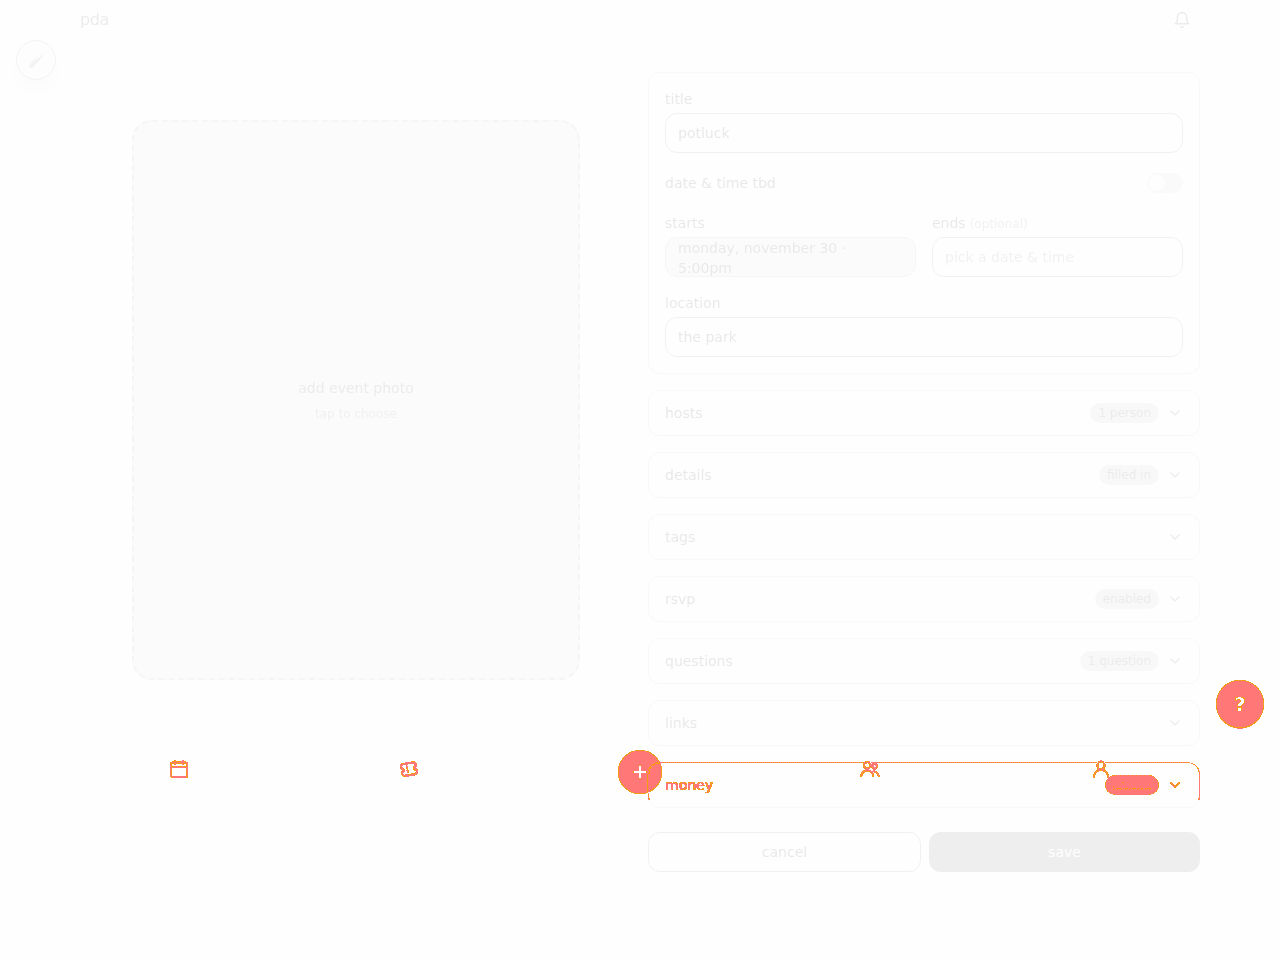 pda
title
potluck
date & time tbd
starts
ends (optional)
monday, november 30 ·
5:00pm
pick a date & time
location
the park
add event photo
tap to choose
hosts
1 person
details
filled in
tags
rsvp
enabled
questions
1 question
links
?
+
money
cancel
save